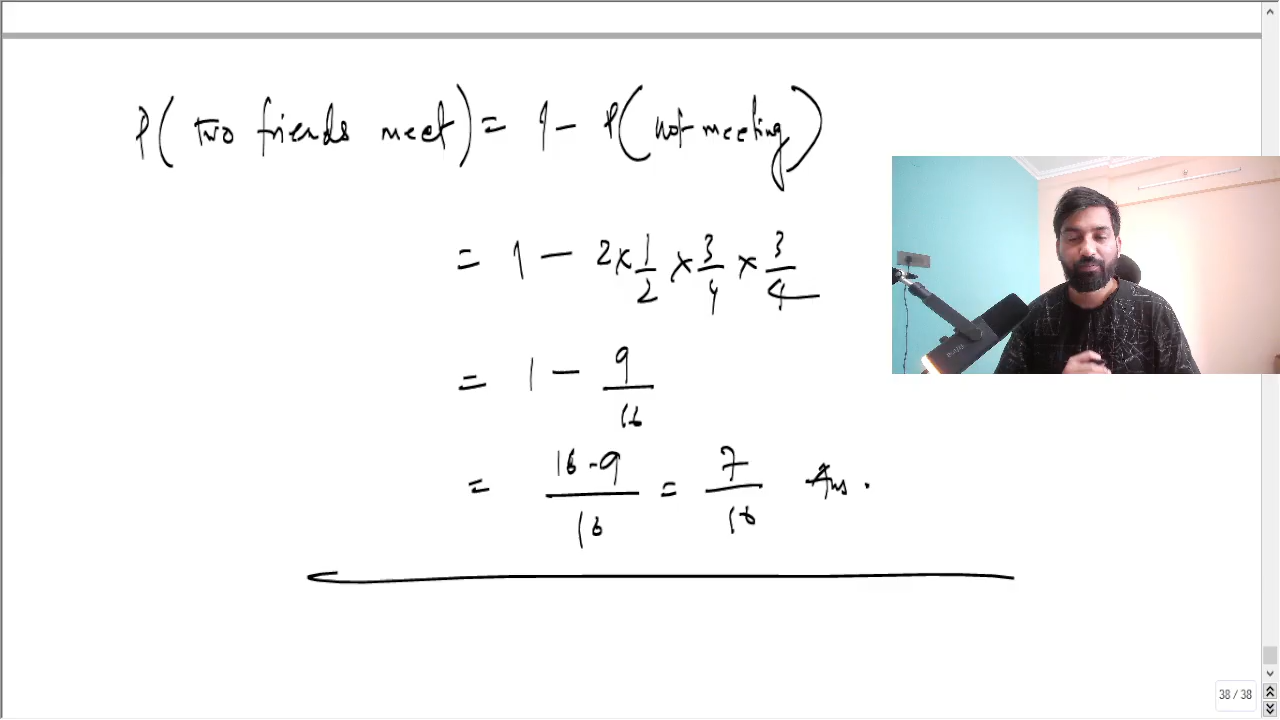 P(two friends meet) = 1 - P(not meeting)
= 1 - 2 × 1/2 × 3/4 × 3/4
= 1 - 9/16
= 16-9/16 = 7/16 Ans.
38 / 38